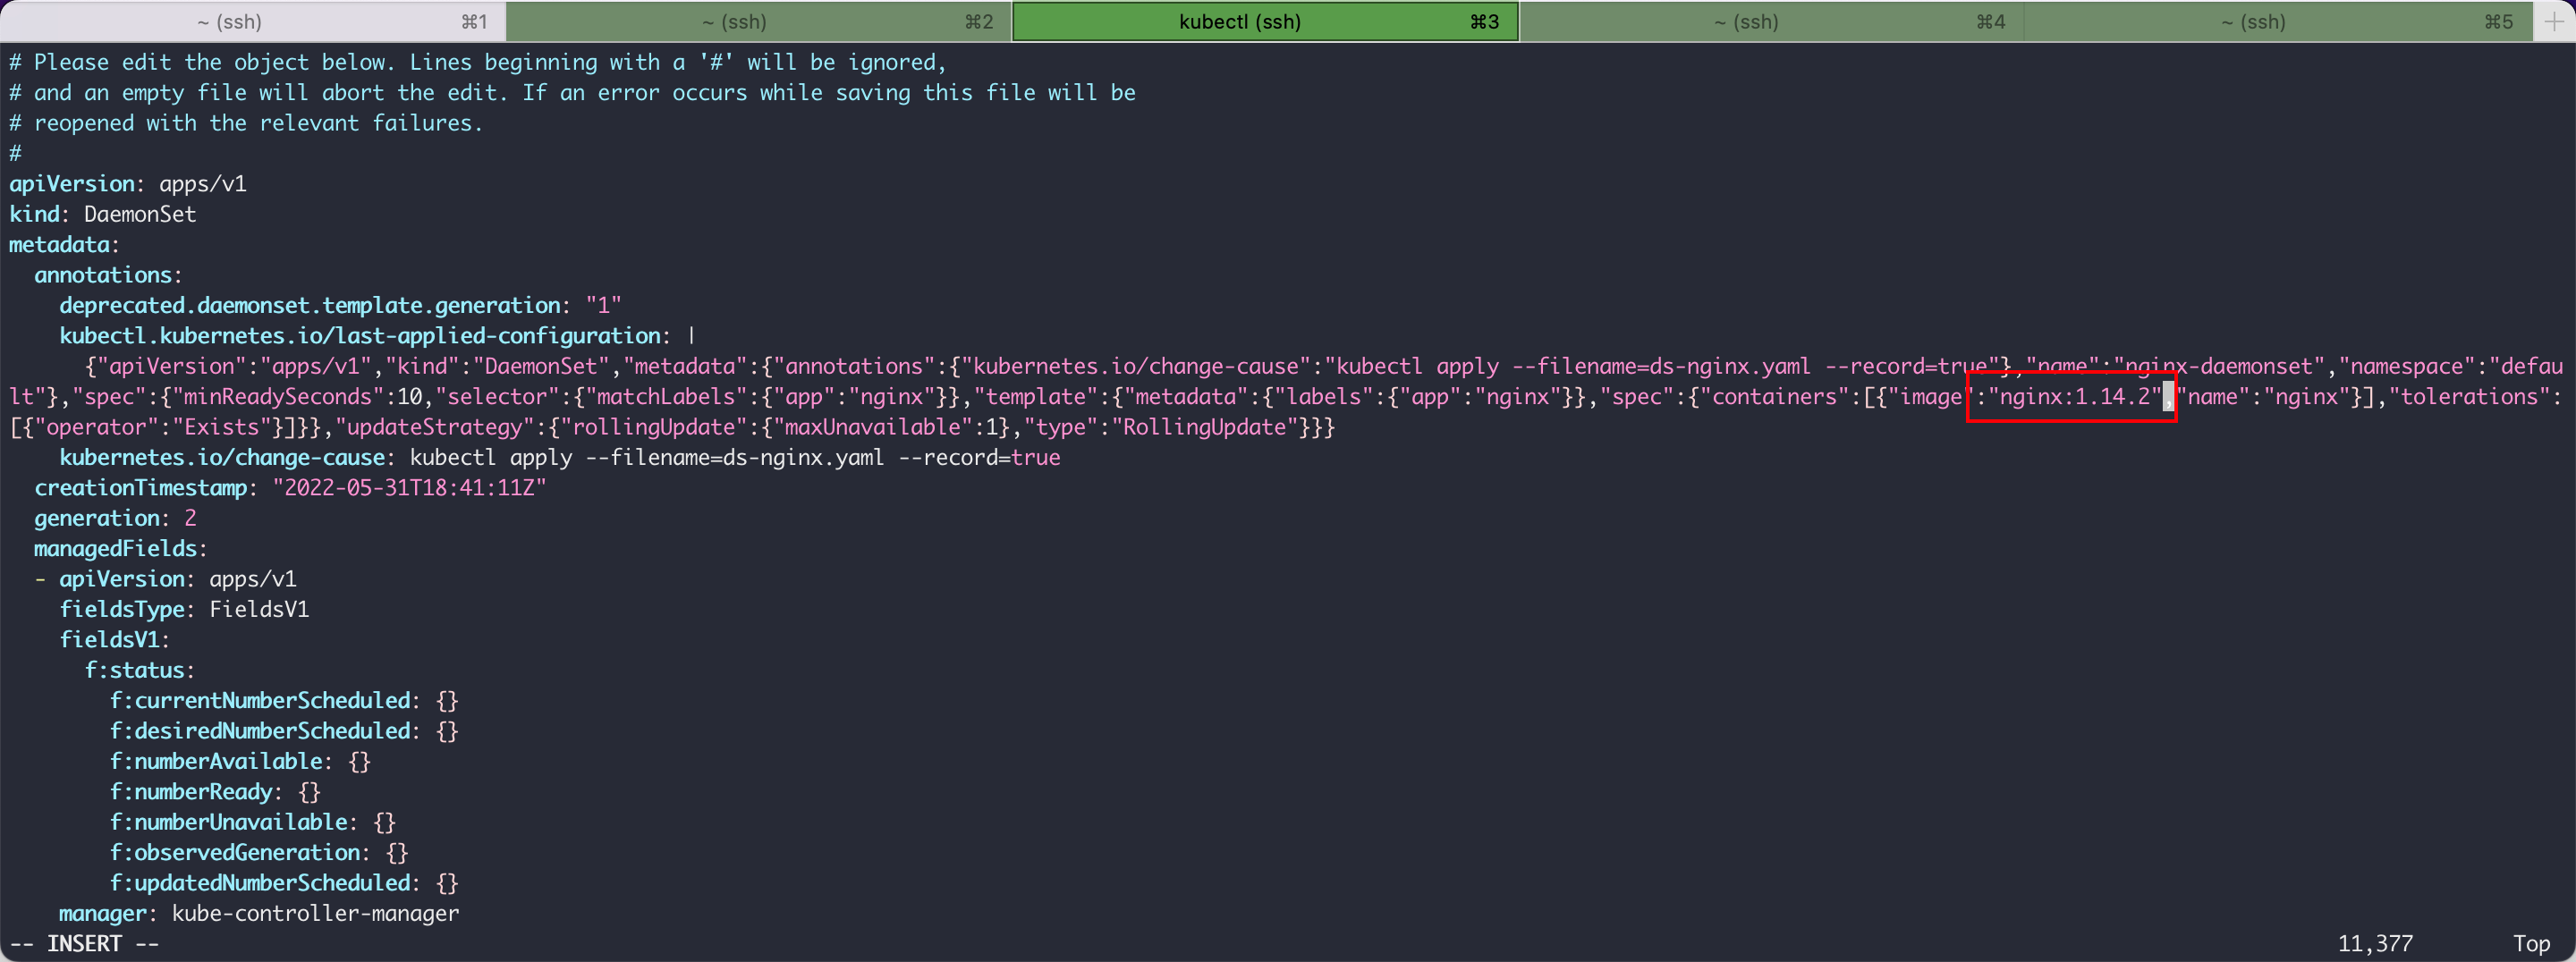 ~ (ssh) ⌘1 ~ (ssh) ⌘2 kubectl (ssh) ⌘3 ~ (ssh) ⌘4 ~ (ssh) ⌘5 +
# Please edit the object below. Lines beginning with a '#' will be ignored,
# and an empty file will abort the edit. If an error occurs while saving this file will be
# reopened with the relevant failures.
#
apiVersion: apps/v1
kind: DaemonSet
metadata:
  annotations:
    deprecated.daemonset.template.generation: "1"
    kubectl.kubernetes.io/last-applied-configuration: |
      {"apiVersion":"apps/v1","kind":"DaemonSet","metadata":{"annotations":{"kubernetes.io/change-cause":"kubectl apply --filename=ds-nginx.yaml --record=true"},"name":"nginx-daemonset","namespace":"defau
lt"},"spec":{"minReadySeconds":10,"selector":{"matchLabels":{"app":"nginx"}},"template":{"metadata":{"labels":{"app":"nginx"}},"spec":{"containers":[{"image":"nginx:1.14.2","name":"nginx"}],"tolerations":
[{"operator":"Exists"}]}},"updateStrategy":{"rollingUpdate":{"maxUnavailable":1},"type":"RollingUpdate"}}}
    kubernetes.io/change-cause: kubectl apply --filename=ds-nginx.yaml --record=true
  creationTimestamp: "2022-05-31T18:41:11Z"
  generation: 2
  managedFields:
  - apiVersion: apps/v1
    fieldsType: FieldsV1
    fieldsV1:
      f:status:
        f:currentNumberScheduled: {}
        f:desiredNumberScheduled: {}
        f:numberAvailable: {}
        f:numberReady: {}
        f:numberUnavailable: {}
        f:observedGeneration: {}
        f:updatedNumberScheduled: {}
    manager: kube-controller-manager
-- INSERT -- 11,377 Top